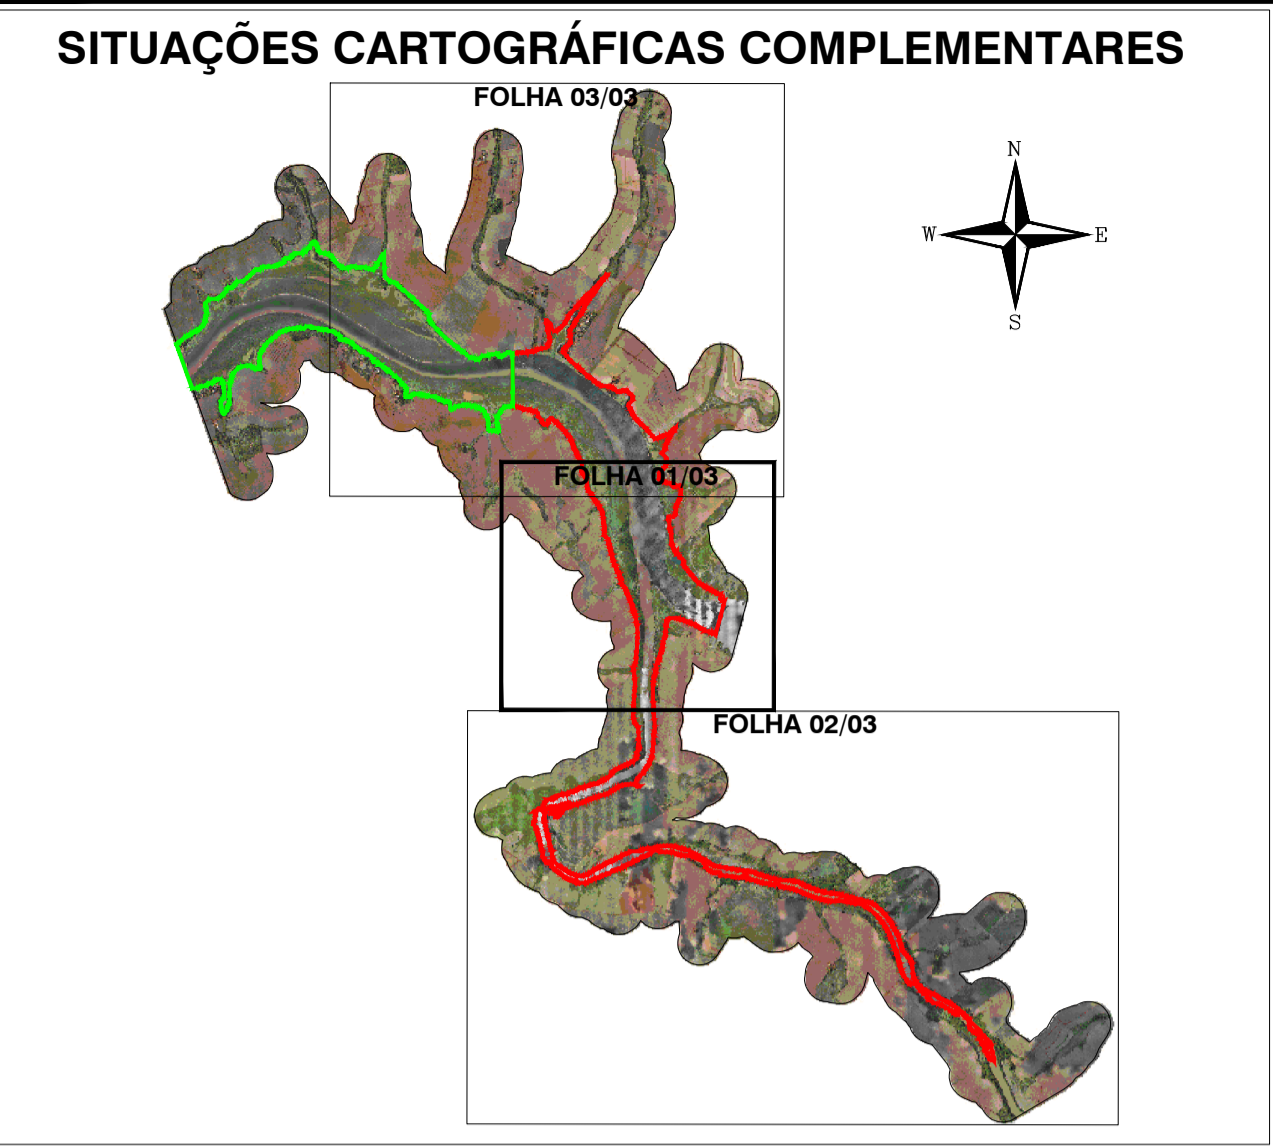 SITUAÇÕES CARTOGRÁFICAS COMPLEMENTARES
FOLHA 03/03
N
W
E
S
FOLHA 01/03
FOLHA 02/03